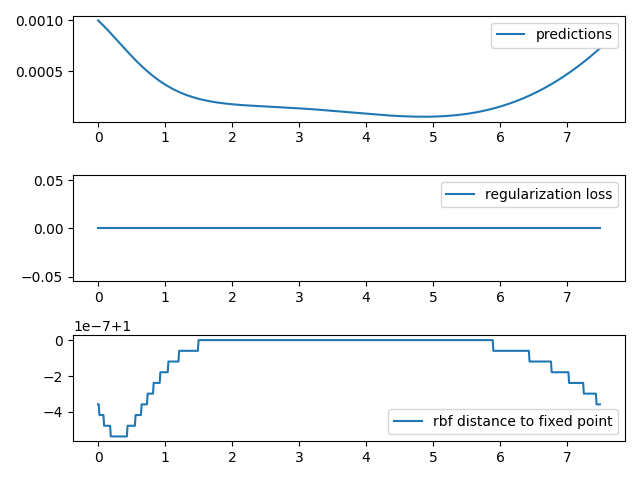 0.0010
0.0005
predictions
0 1 2 3 4 5 6 7
0.05
0.00
−0.05
regularization loss
0 1 2 3 4 5 6 7
1e−7+1
0
−2
−4
rbf distance to fixed point
0 1 2 3 4 5 6 7